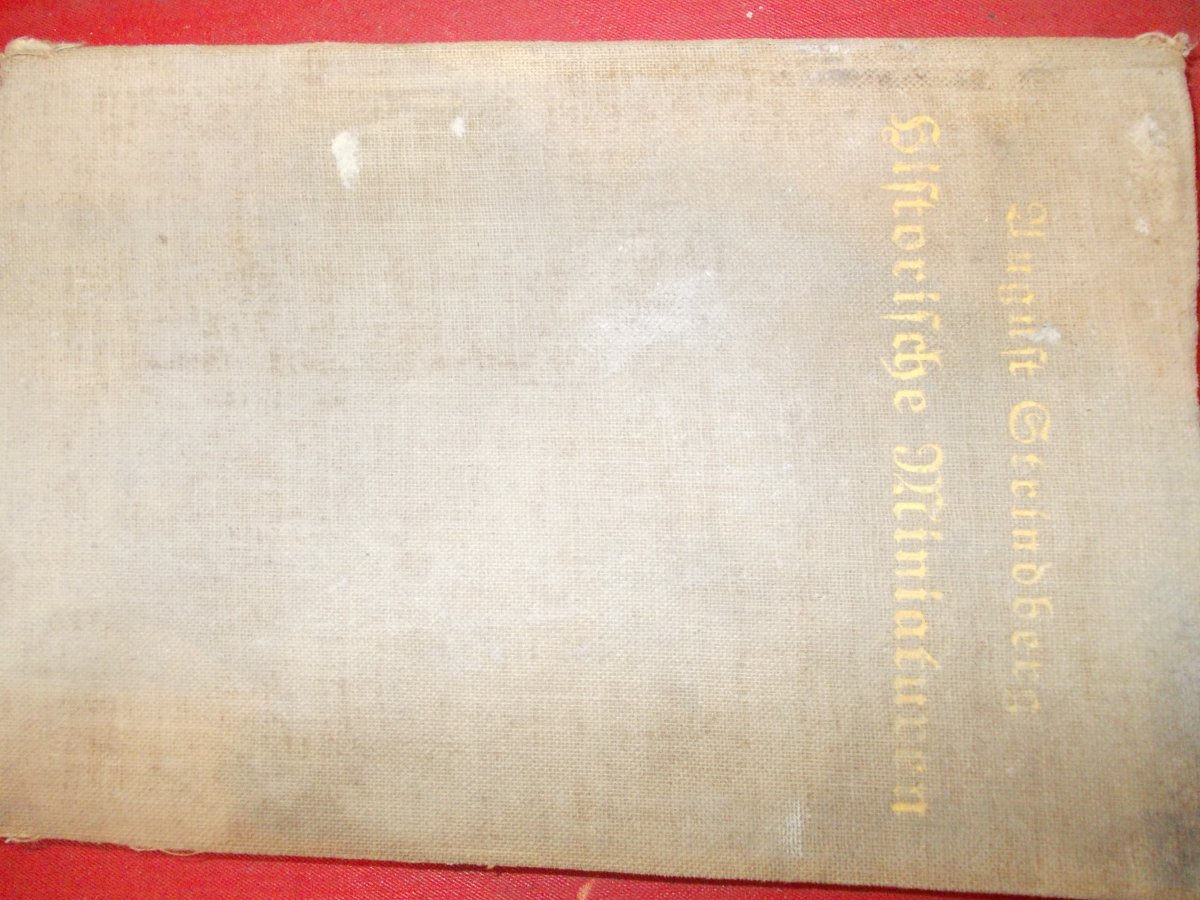 August Strindberg
Historische Miniaturen